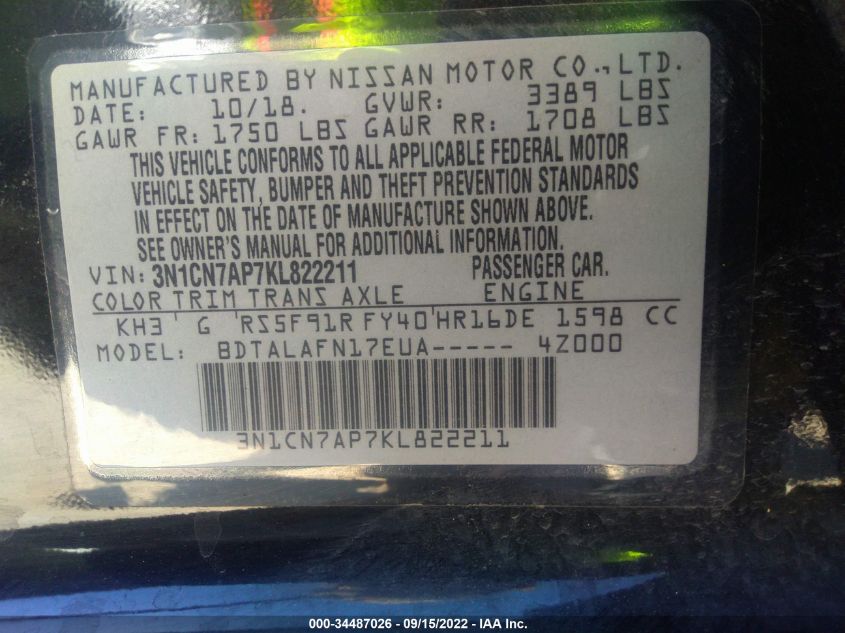 MANUFACTURED BY NISSAN MOTOR CO.,LTD.
DATE: 10/18. GVWR: 3389 LBS
GAWR FR: 1750 LBS GAWR RR: 1708 LBS
THIS VEHICLE CONFORMS TO ALL APPLICABLE FEDERAL MOTOR
VEHICLE SAFETY, BUMPER AND THEFT PREVENTION STANDARDS
IN EFFECT ON THE DATE OF MANUFACTURE SHOWN ABOVE.
SEE OWNER'S MANUAL FOR ADDITIONAL INFORMATION.
VIN: 3N1CN7AP7KL822211 PASSENGER CAR.
COLOR TRIM TRANS AXLE ENGINE
KH3 ' G 'RS5F91R FY40'HR16DE 1598 CC
MODEL: BDTALAFN17EUA----- 4Z000
3N1CN7AP7KL822211
000-34487026 - 09/15/2022 - IAA Inc.